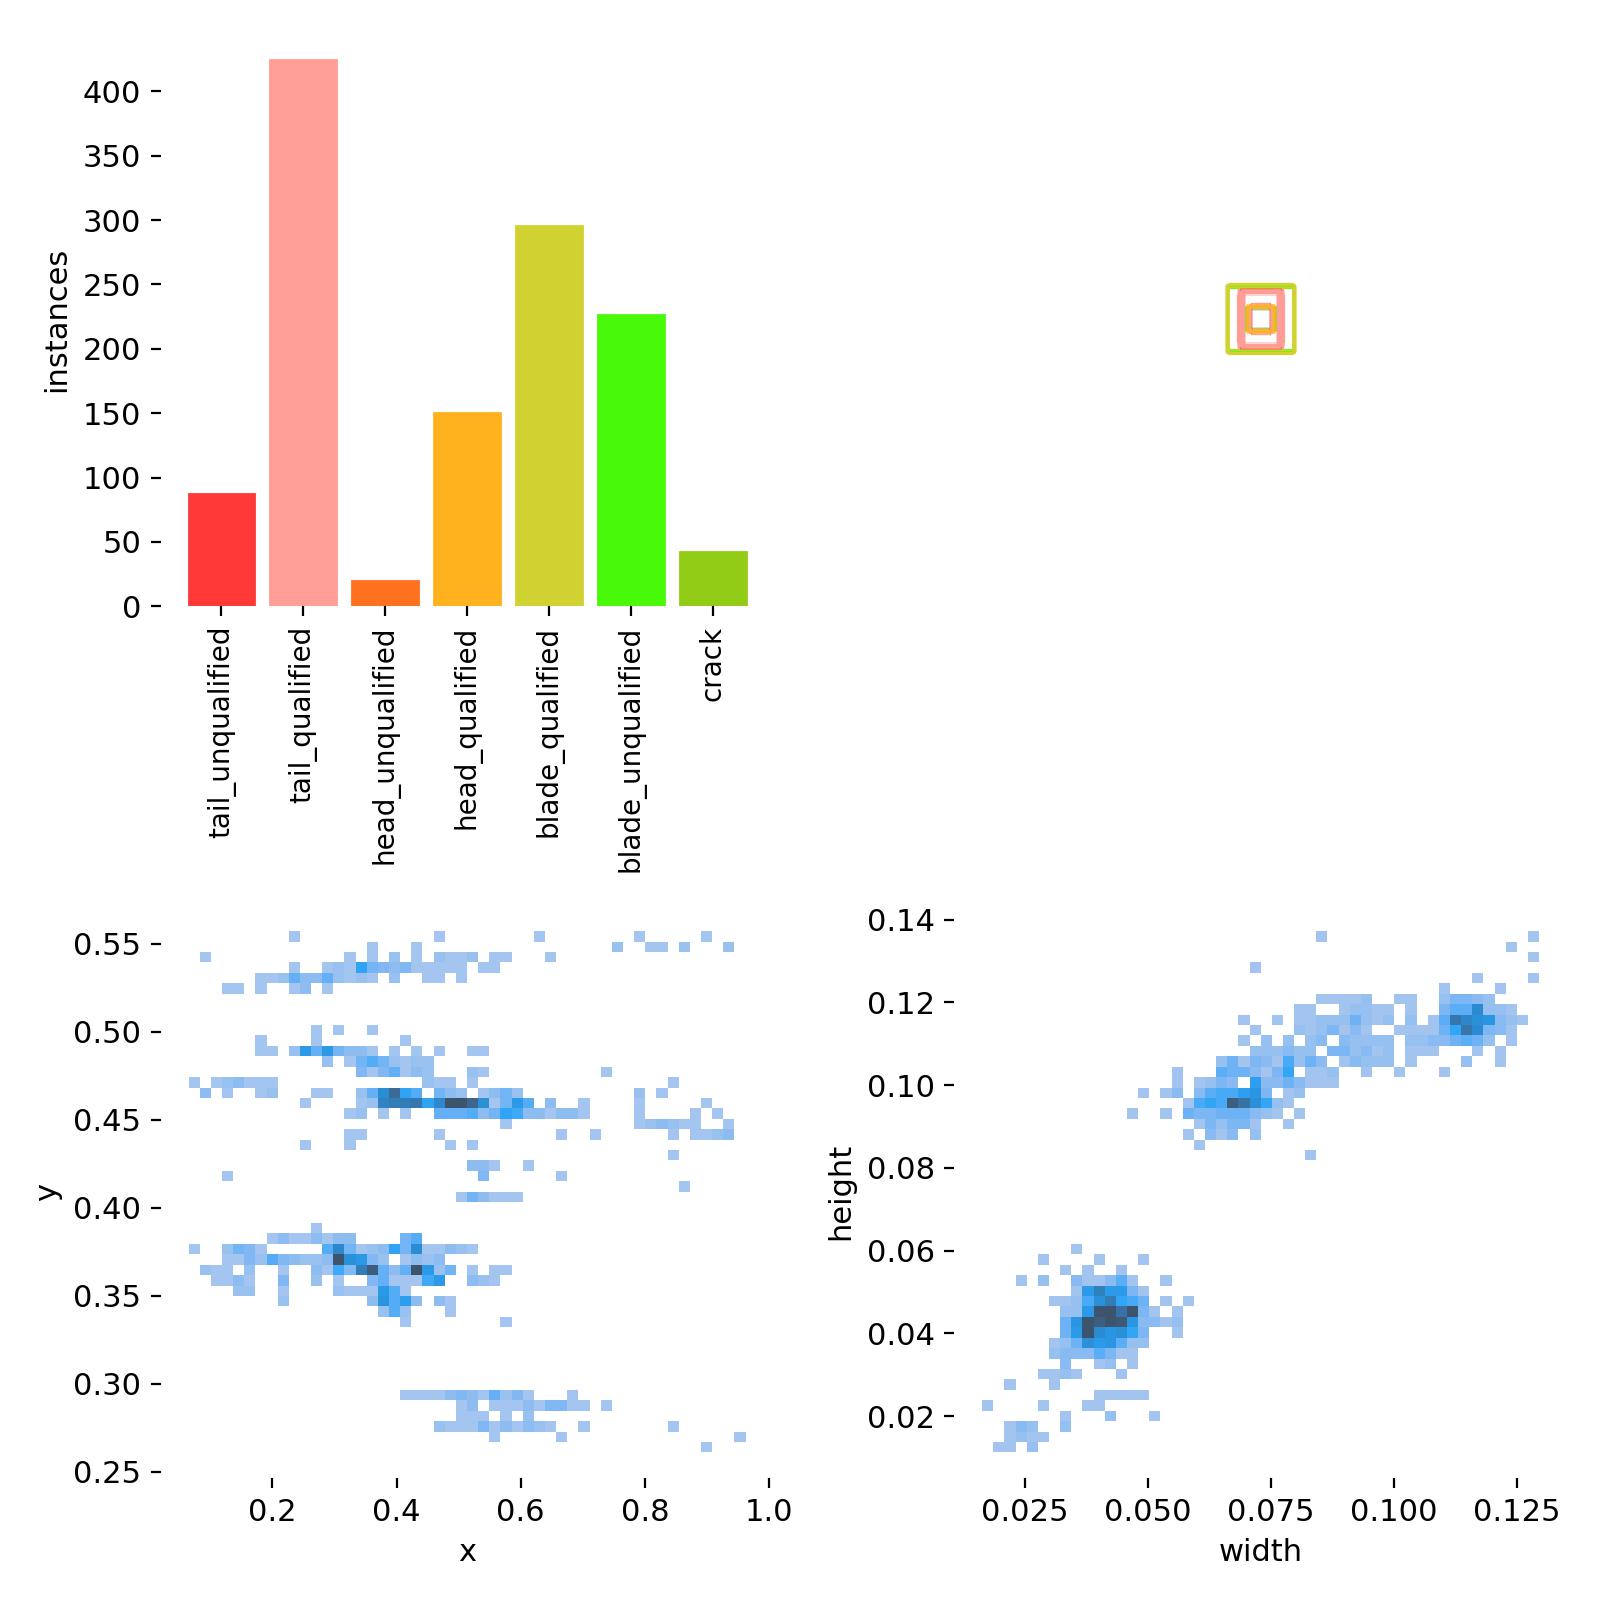 400
350
300
250
200
150
100
50
0
instances
tail_unqualified
tail_qualified
head_unqualified
head_qualified
blade_qualified
blade_unqualified
crack
0.55
0.50
0.45
0.40
0.35
0.30
0.25
y
0.2 0.4 0.6 0.8 1.0
x
0.14
0.12
0.10
0.08
0.06
0.04
0.02
height
0.025 0.050 0.075 0.100 0.125
width